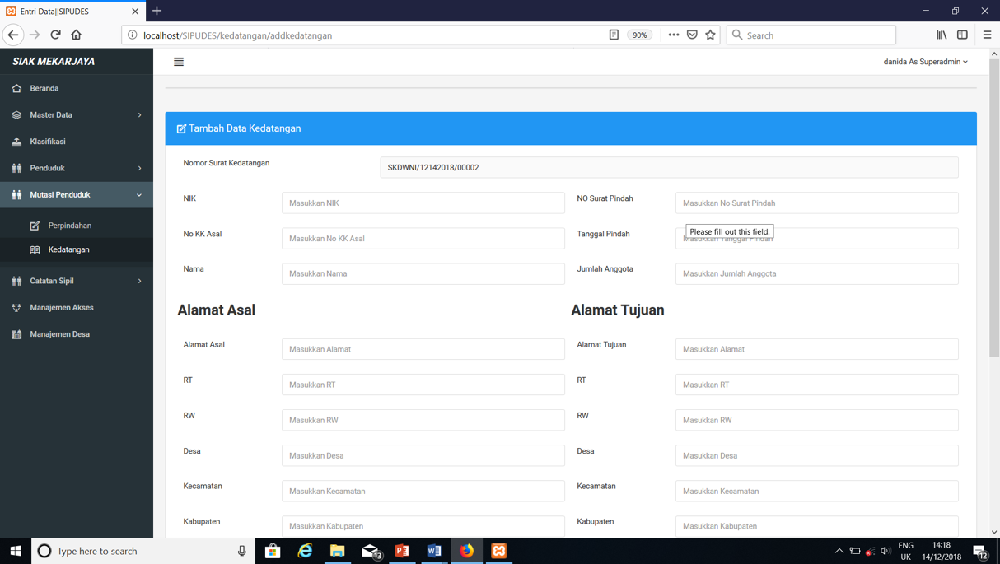 Entri Data||SIPUDES
localhost/SIPUDES/kedatangan/addkedatangan
90%
Search
SIAK MEKARJAYA
danida As Superadmin
Beranda
Master Data
Klasifikasi
Penduduk
Mutasi Penduduk
Perpindahan
Kedatangan
Catatan Sipil
Manajemen Akses
Manajemen Desa
Tambah Data Kedatangan
Nomor Surat Kedatangan
SKDWNI/12142018/00002
NIK
Masukkan NIK
NO Surat Pindah
Masukkan No Surat Pindah
Please fill out this field.
No KK Asal
Masukkan No KK Asal
Tanggal Pindah
Masukkan Tanggal Pindah
Nama
Masukkan Nama
Jumlah Anggota
Masukkan Jumlah Anggota
Alamat Asal
Alamat Tujuan
Alamat Asal
Masukkan Alamat
Alamat Tujuan
Masukkan Alamat
RT
Masukkan RT
RT
Masukkan RT
RW
Masukkan RW
RW
Masukkan RW
Desa
Masukkan Desa
Desa
Masukkan Desa
Kecamatan
Masukkan Kecamatan
Kecamatan
Masukkan Kecamatan
Kabupaten
Masukkan Kabupaten
Kabupaten
Masukkan Kabupaten
Type here to search
13
ENG
UK
14:18
14/12/2018
12